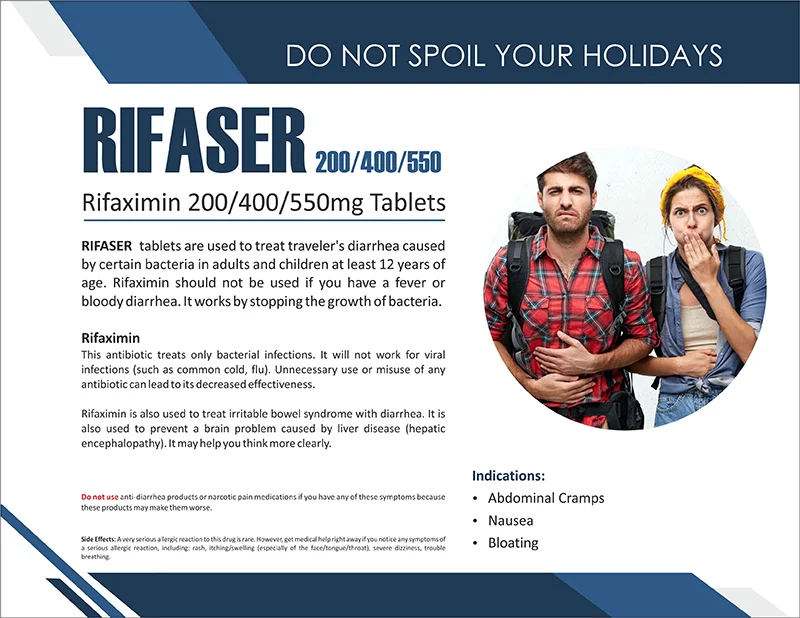 DO NOT SPOIL YOUR HOLIDAYS
RIFASER 200/400/550
Rifaximin 200/400/550mg Tablets
RIFASER tablets are used to treat traveler's diarrhea caused
by certain bacteria in adults and children at least 12 years of
age. Rifaximin should not be used if you have a fever or
bloody diarrhea. It works by stopping the growth of bacteria.
Rifaximin
This antibiotic treats only bacterial infections. It will not work for viral
infections (such as common cold, flu). Unnecessary use or misuse of any
antibiotic can lead to its decreased effectiveness.
Rifaximin is also used to treat irritable bowel syndrome with diarrhea. It is
also used to prevent a brain problem caused by liver disease (hepatic
encephalopathy). It may help you think more clearly.
Do not use anti-diarrhea products or narcotic pain medications if you have any of these symptoms because
these products may make them worse.
Side Effects: A very serious allergic reaction to this drug is rare. However, get medical help right away if you notice any symptoms of
a serious allergic reaction, including: rash, itching/swelling (especially of the face/tongue/throat), severe dizziness, trouble
breathing.
Indications:
• Abdominal Cramps
• Nausea
• Bloating